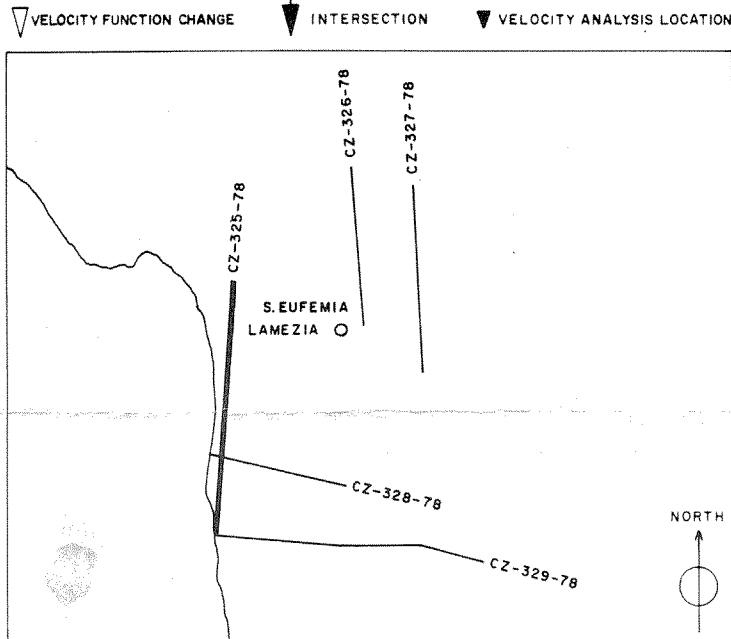 VELOCITY FUNCTION CHANGE
INTERSECTION
VELOCITY ANALYSIS LOCATION
CZ-326-78
CZ-327-78
CZ-325-78
S. EUFEMIA
LAMEZIA
CZ-328-78
CZ-329-78
NORTH